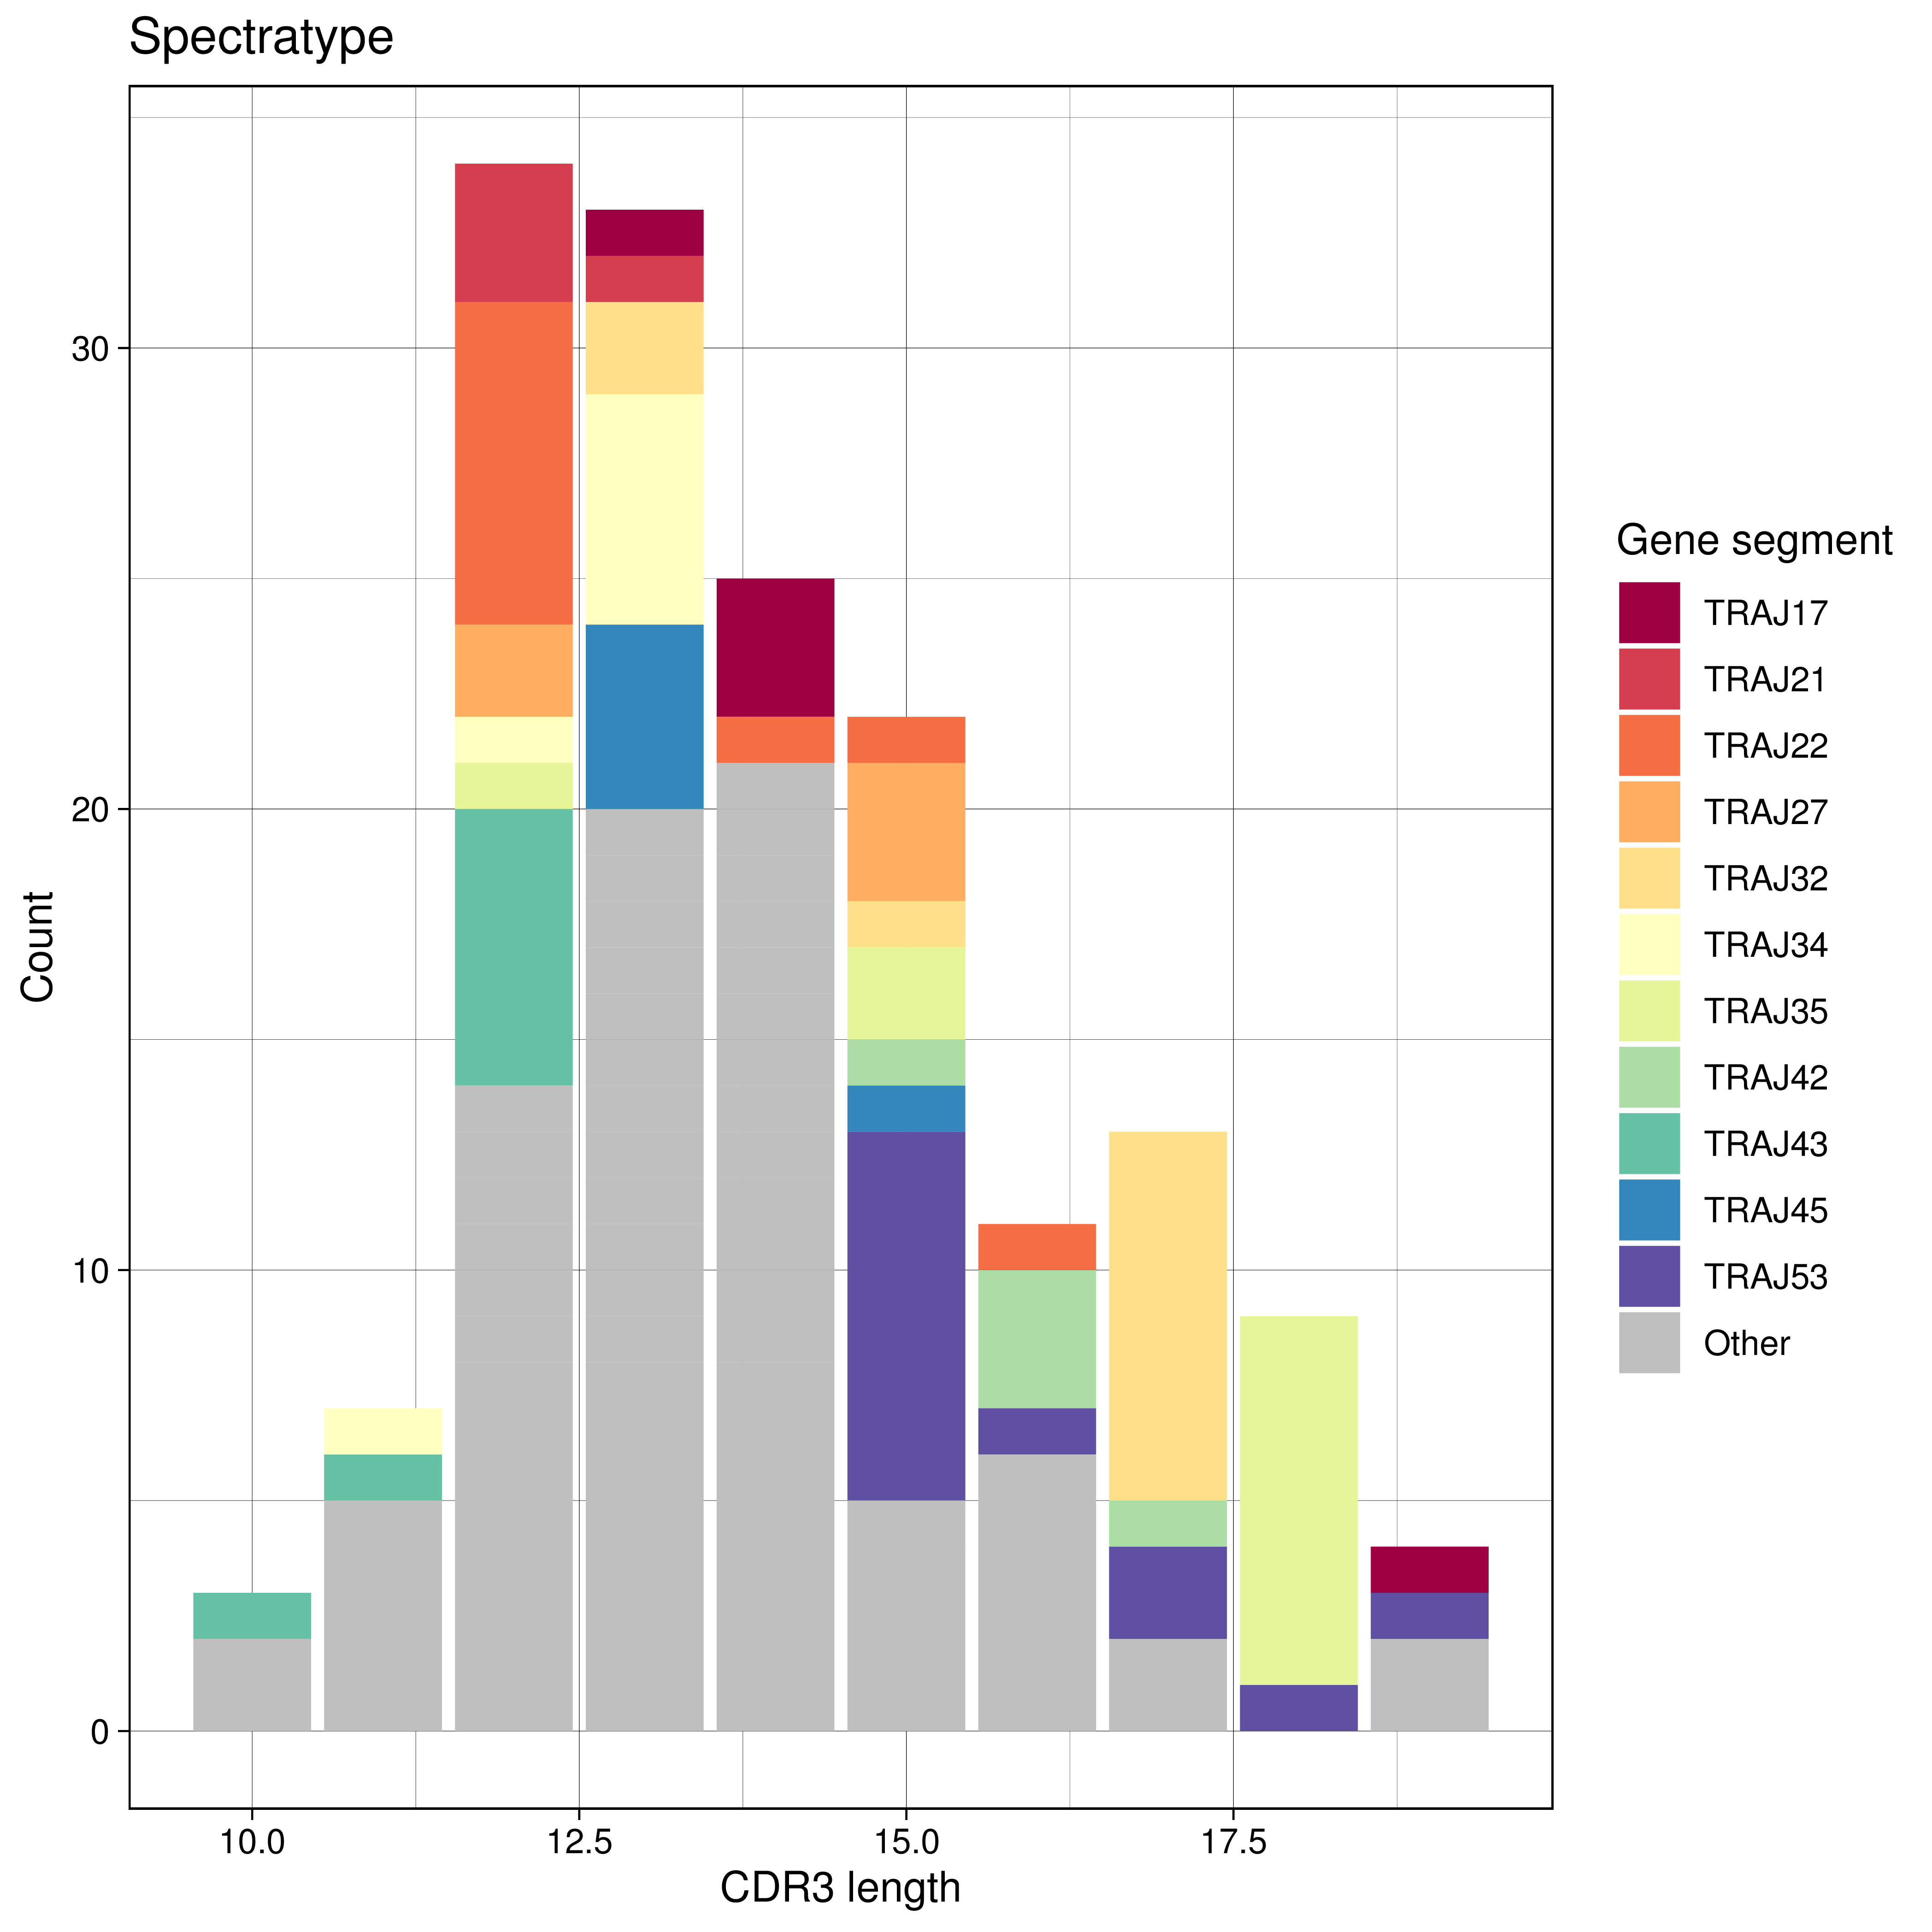 Spectratype
30
20
10
0
Count
10.0
12.5
15.0
17.5
CDR3 length
Gene segment
TRAJ17
TRAJ21
TRAJ22
TRAJ27
TRAJ32
TRAJ34
TRAJ35
TRAJ42
TRAJ43
TRAJ45
TRAJ53
Other